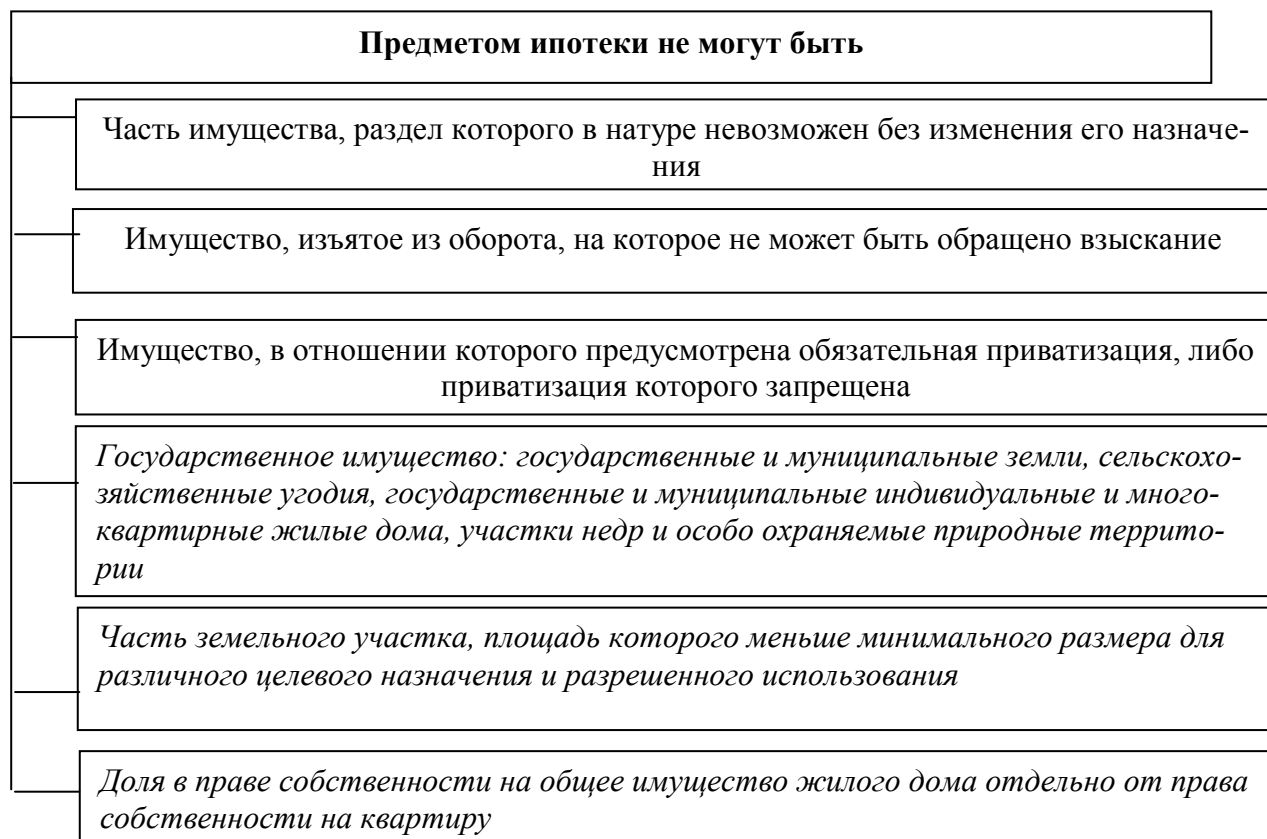 Предметом ипотеки не могут быть
Часть имущества, раздел которого в натуре невозможен без изменения его назначе-
ния
Имущество, изъятое из оборота, на которое не может быть обращено взыскание
Имущество, в отношении которого предусмотрена обязательная приватизация, либо
приватизация которого запрещена
Государственное имущество: государственные и муниципальные земли, сельскохо-
зяйственные угодия, государственные и муниципальные индивидуальные и много-
квартирные жилые дома, участки недр и особо охраняемые природные террито-
рии
Часть земельного участка, площадь которого меньше минимального размера для
различного целевого назначения и разрешенного использования
Доля в праве собственности на общее имущество жилого дома отдельно от права
собственности на квартиру